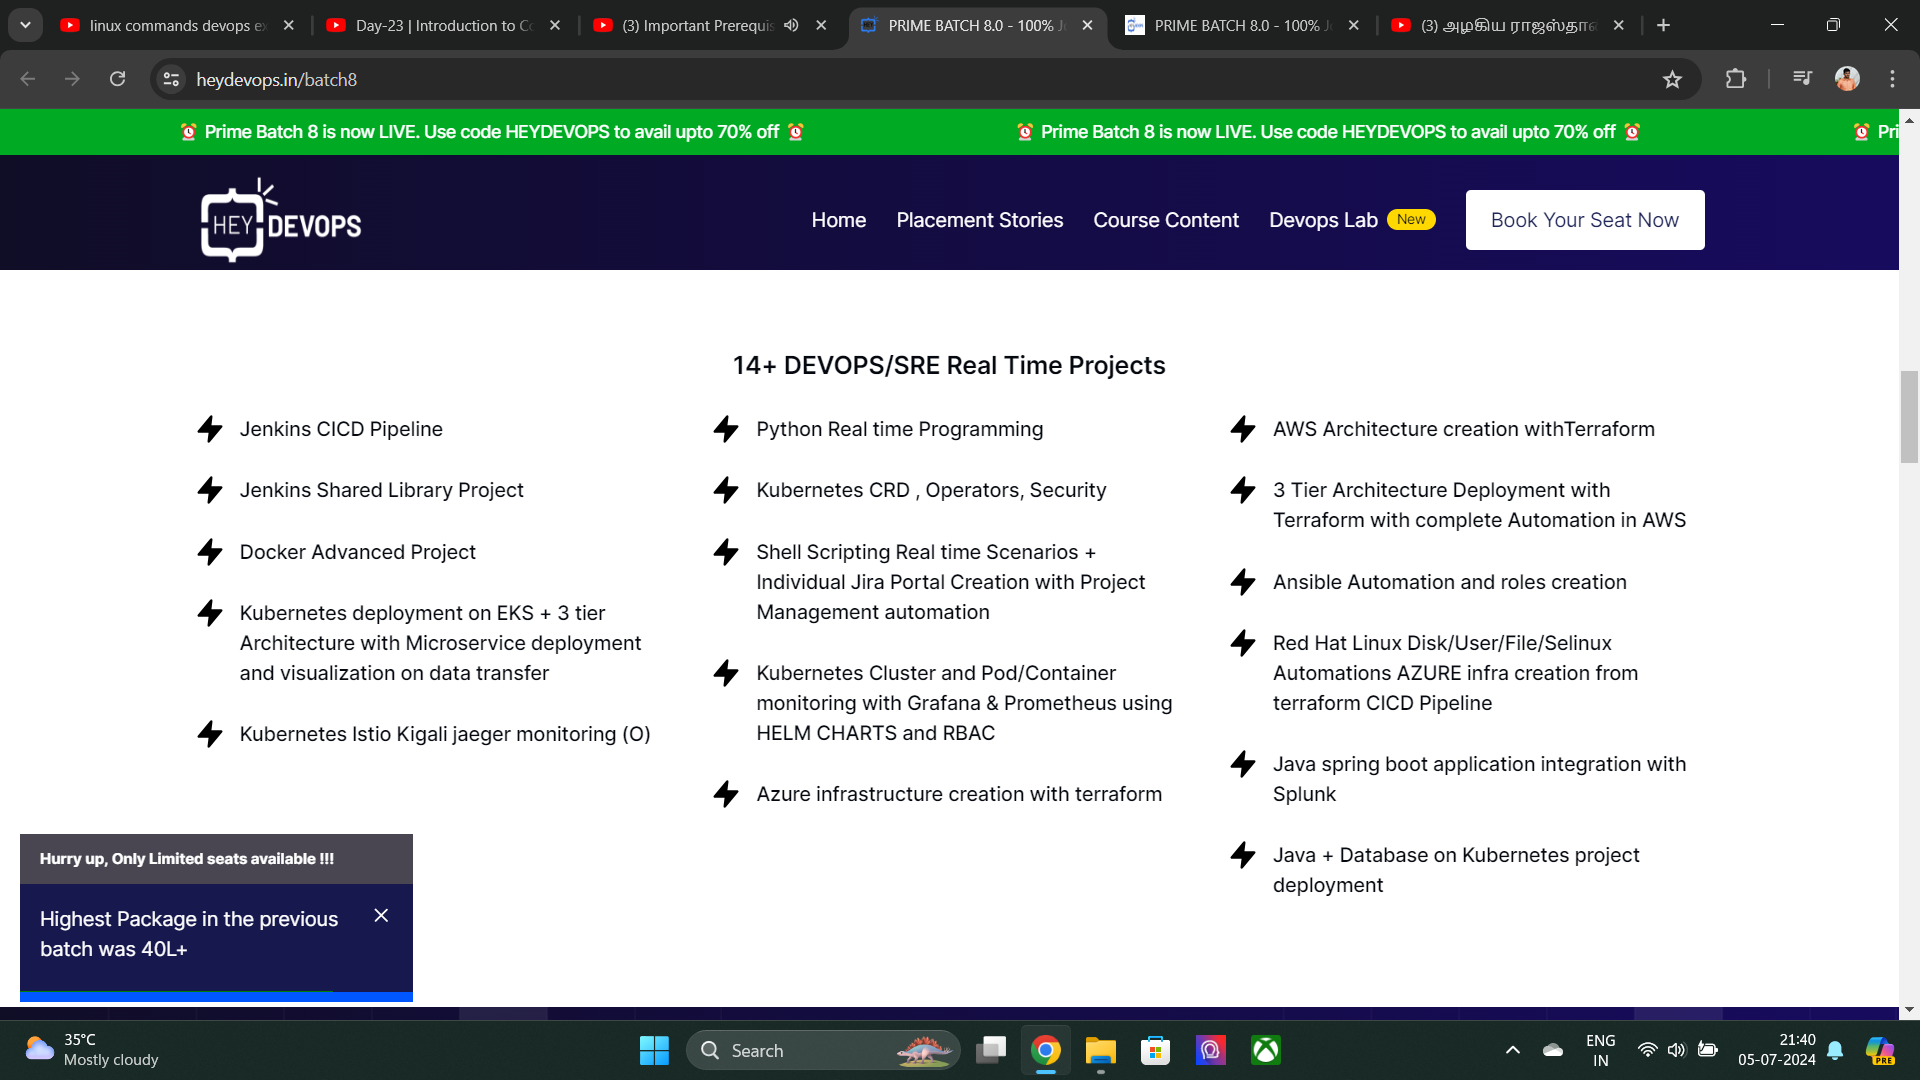 linux commands devops ex
Day-23 | Introduction to Co
(3) Important Prerequis
PRIME BATCH 8.0 - 100% J
PRIME BATCH 8.0 - 100% J
(3) அழகிய ராஜஸ்தான்
heydevops.in/batch8
Prime Batch 8 is now LIVE. Use code HEYDEVOPS to avail upto 70% off
Prime Batch 8 is now LIVE. Use code HEYDEVOPS to avail upto 70% off
Pri
HEY DEVOPS
Home
Placement Stories
Course Content
Devops Lab
New
Book Your Seat Now
14+ DEVOPS/SRE Real Time Projects
Jenkins CICD Pipeline
Jenkins Shared Library Project
Docker Advanced Project
Kubernetes deployment on EKS + 3 tier
Architecture with Microservice deployment
and visualization on data transfer
Kubernetes Istio Kigali jaeger monitoring (O)
Python Real time Programming
Kubernetes CRD , Operators, Security
Shell Scripting Real time Scenarios +
Individual Jira Portal Creation with Project
Management automation
Kubernetes Cluster and Pod/Container
monitoring with Grafana & Prometheus using
HELM CHARTS and RBAC
Azure infrastructure creation with terraform
AWS Architecture creation withTerraform
3 Tier Architecture Deployment with
Terraform with complete Automation in AWS
Ansible Automation and roles creation
Red Hat Linux Disk/User/File/Selinux
Automations AZURE infra creation from
terraform CICD Pipeline
Java spring boot application integration with
Splunk
Java + Database on Kubernetes project
deployment
Hurry up, Only Limited seats available !!!
Highest Package in the previous
batch was 40L+
35°C
Mostly cloudy
Search
ENG
IN
21:40
05-07-2024
PRE